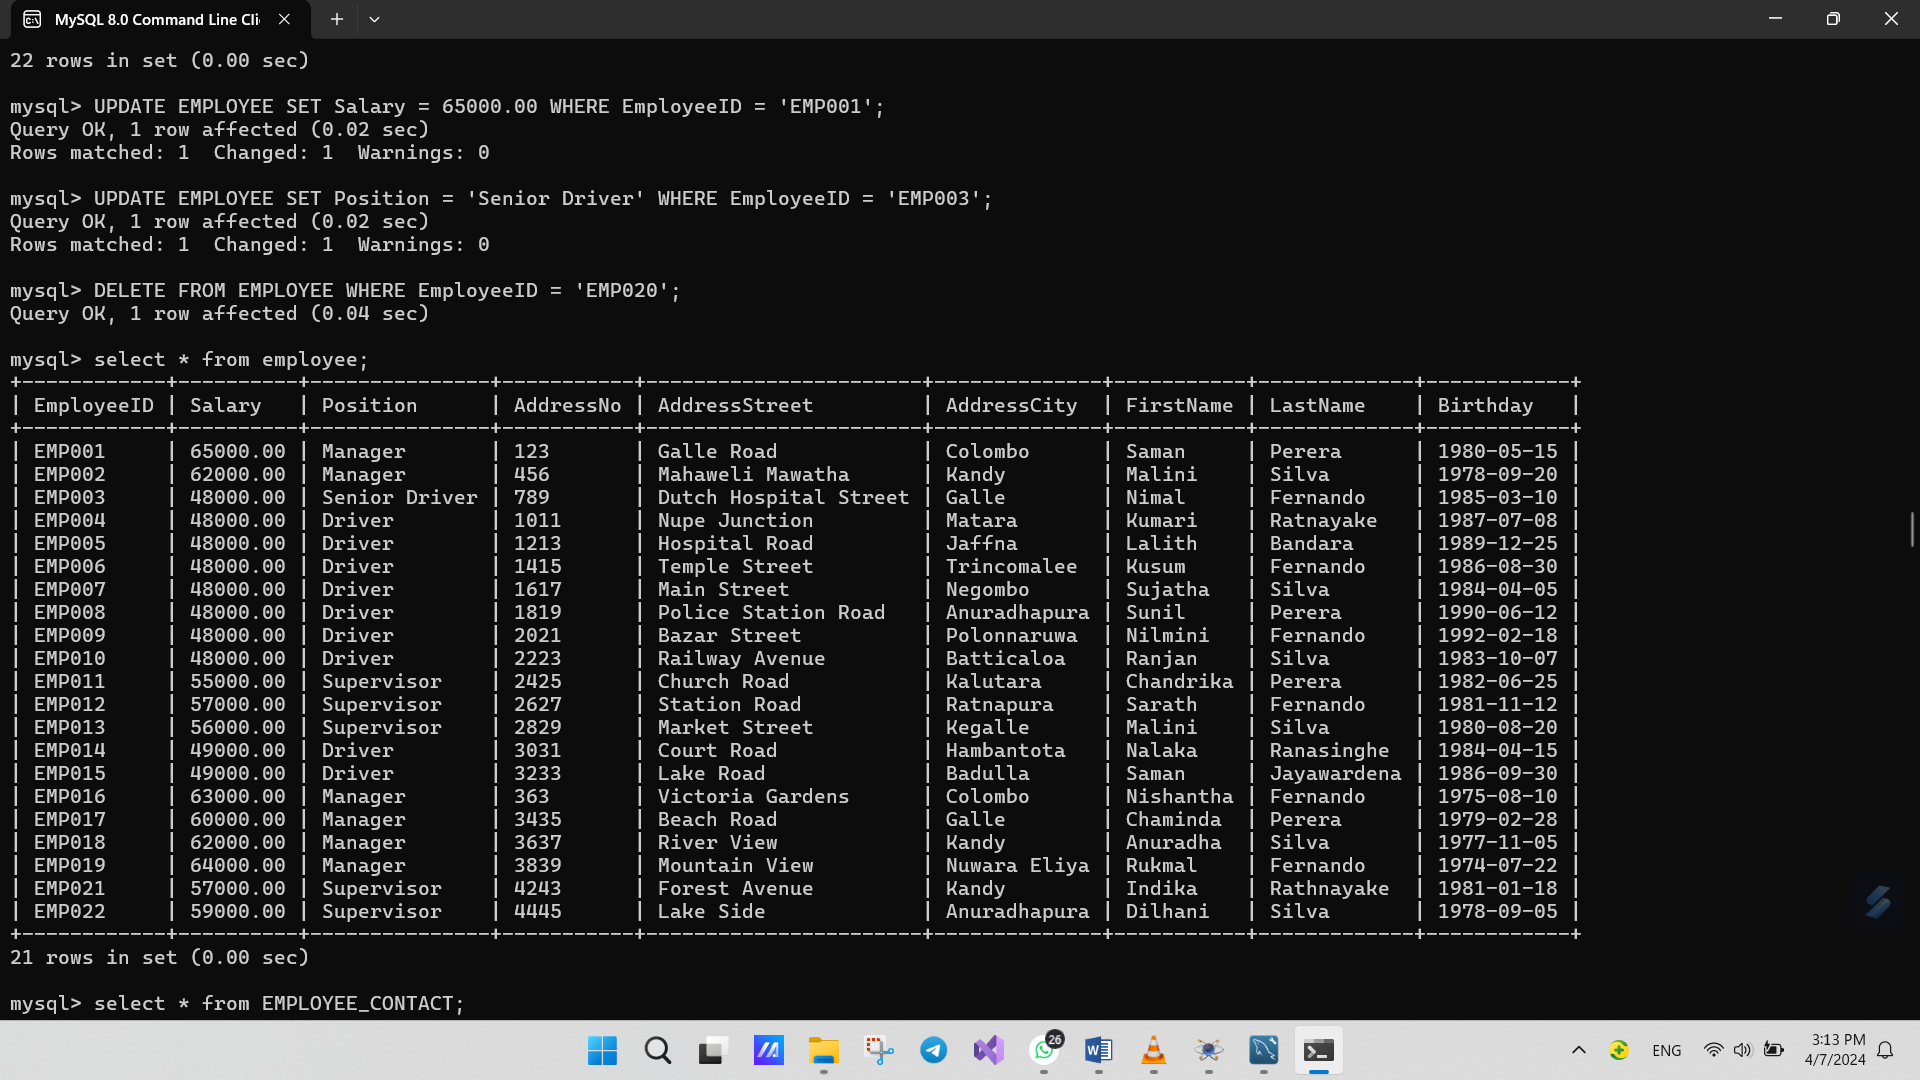 MySQL 8.0 Command Line Cli
22 rows in set (0.00 sec)
mysql> UPDATE EMPLOYEE SET Salary = 65000.00 WHERE EmployeeID = 'EMP001';
Query OK, 1 row affected (0.02 sec)
Rows matched: 1  Changed: 1  Warnings: 0
mysql> UPDATE EMPLOYEE SET Position = 'Senior Driver' WHERE EmployeeID = 'EMP003';
Query OK, 1 row affected (0.02 sec)
Rows matched: 1  Changed: 1  Warnings: 0
mysql> DELETE FROM EMPLOYEE WHERE EmployeeID = 'EMP020';
Query OK, 1 row affected (0.04 sec)
mysql> select * from employee;
+------------+----------+---------------+-----------+-----------------------+--------------+-----------+-------------+------------+
| EmployeeID | Salary   | Position      | AddressNo | AddressStreet         | AddressCity  | FirstName | LastName    | Birthday   |
+------------+----------+---------------+-----------+-----------------------+--------------+-----------+-------------+------------+
| EMP001     | 65000.00 | Manager       | 123       | Galle Road            | Colombo      | Saman     | Perera      | 1980-05-15 |
| EMP002     | 62000.00 | Manager       | 456       | Mahaweli Mawatha      | Kandy        | Malini    | Silva       | 1978-09-20 |
| EMP003     | 48000.00 | Senior Driver | 789       | Dutch Hospital Street | Galle        | Nimal     | Fernando    | 1985-03-10 |
| EMP004     | 48000.00 | Driver        | 1011      | Nupe Junction         | Matara       | Kumari    | Ratnayake   | 1987-07-08 |
| EMP005     | 48000.00 | Driver        | 1213      | Hospital Road         | Jaffna       | Lalith    | Bandara     | 1989-12-25 |
| EMP006     | 48000.00 | Driver        | 1415      | Temple Street         | Trincomalee  | Kusum     | Fernando    | 1986-08-30 |
| EMP007     | 48000.00 | Driver        | 1617      | Main Street           | Negombo      | Sujatha   | Silva       | 1984-04-05 |
| EMP008     | 48000.00 | Driver        | 1819      | Police Station Road   | Anuradhapura | Sunil     | Perera      | 1990-06-12 |
| EMP009     | 48000.00 | Driver        | 2021      | Bazar Street          | Polonnaruwa  | Nilmini   | Fernando    | 1992-02-18 |
| EMP010     | 48000.00 | Driver        | 2223      | Railway Avenue        | Batticaloa   | Ranjan    | Silva       | 1983-10-07 |
| EMP011     | 55000.00 | Supervisor    | 2425      | Church Road           | Kalutara     | Chandrika | Perera      | 1982-06-25 |
| EMP012     | 57000.00 | Supervisor    | 2627      | Station Road          | Ratnapura    | Sarath    | Fernando    | 1981-11-12 |
| EMP013     | 56000.00 | Supervisor    | 2829      | Market Street         | Kegalle      | Malini    | Silva       | 1980-08-20 |
| EMP014     | 49000.00 | Driver        | 3031      | Court Road            | Hambantota   | Nalaka    | Ranasinghe  | 1984-04-15 |
| EMP015     | 49000.00 | Driver        | 3233      | Lake Road             | Badulla      | Saman     | Jayawardena | 1986-09-30 |
| EMP016     | 63000.00 | Manager       | 363       | Victoria Gardens      | Colombo      | Nishantha | Fernando    | 1975-08-10 |
| EMP017     | 60000.00 | Manager       | 3435      | Beach Road            | Galle        | Chaminda  | Perera      | 1979-02-28 |
| EMP018     | 62000.00 | Manager       | 3637      | River View            | Kandy        | Anuradha  | Silva       | 1977-11-05 |
| EMP019     | 64000.00 | Manager       | 3839      | Mountain View         | Nuwara Eliya | Rukmal    | Fernando    | 1974-07-22 |
| EMP021     | 57000.00 | Supervisor    | 4243      | Forest Avenue         | Kandy        | Indika    | Rathnayake  | 1981-01-18 |
| EMP022     | 59000.00 | Supervisor    | 4445      | Lake Side             | Anuradhapura | Dilhani   | Silva       | 1978-09-05 |
+------------+----------+---------------+-----------+-----------------------+--------------+-----------+-------------+------------+
21 rows in set (0.00 sec)
mysql> select * from EMPLOYEE_CONTACT;
26
ENG
3:13 PM
4/7/2024